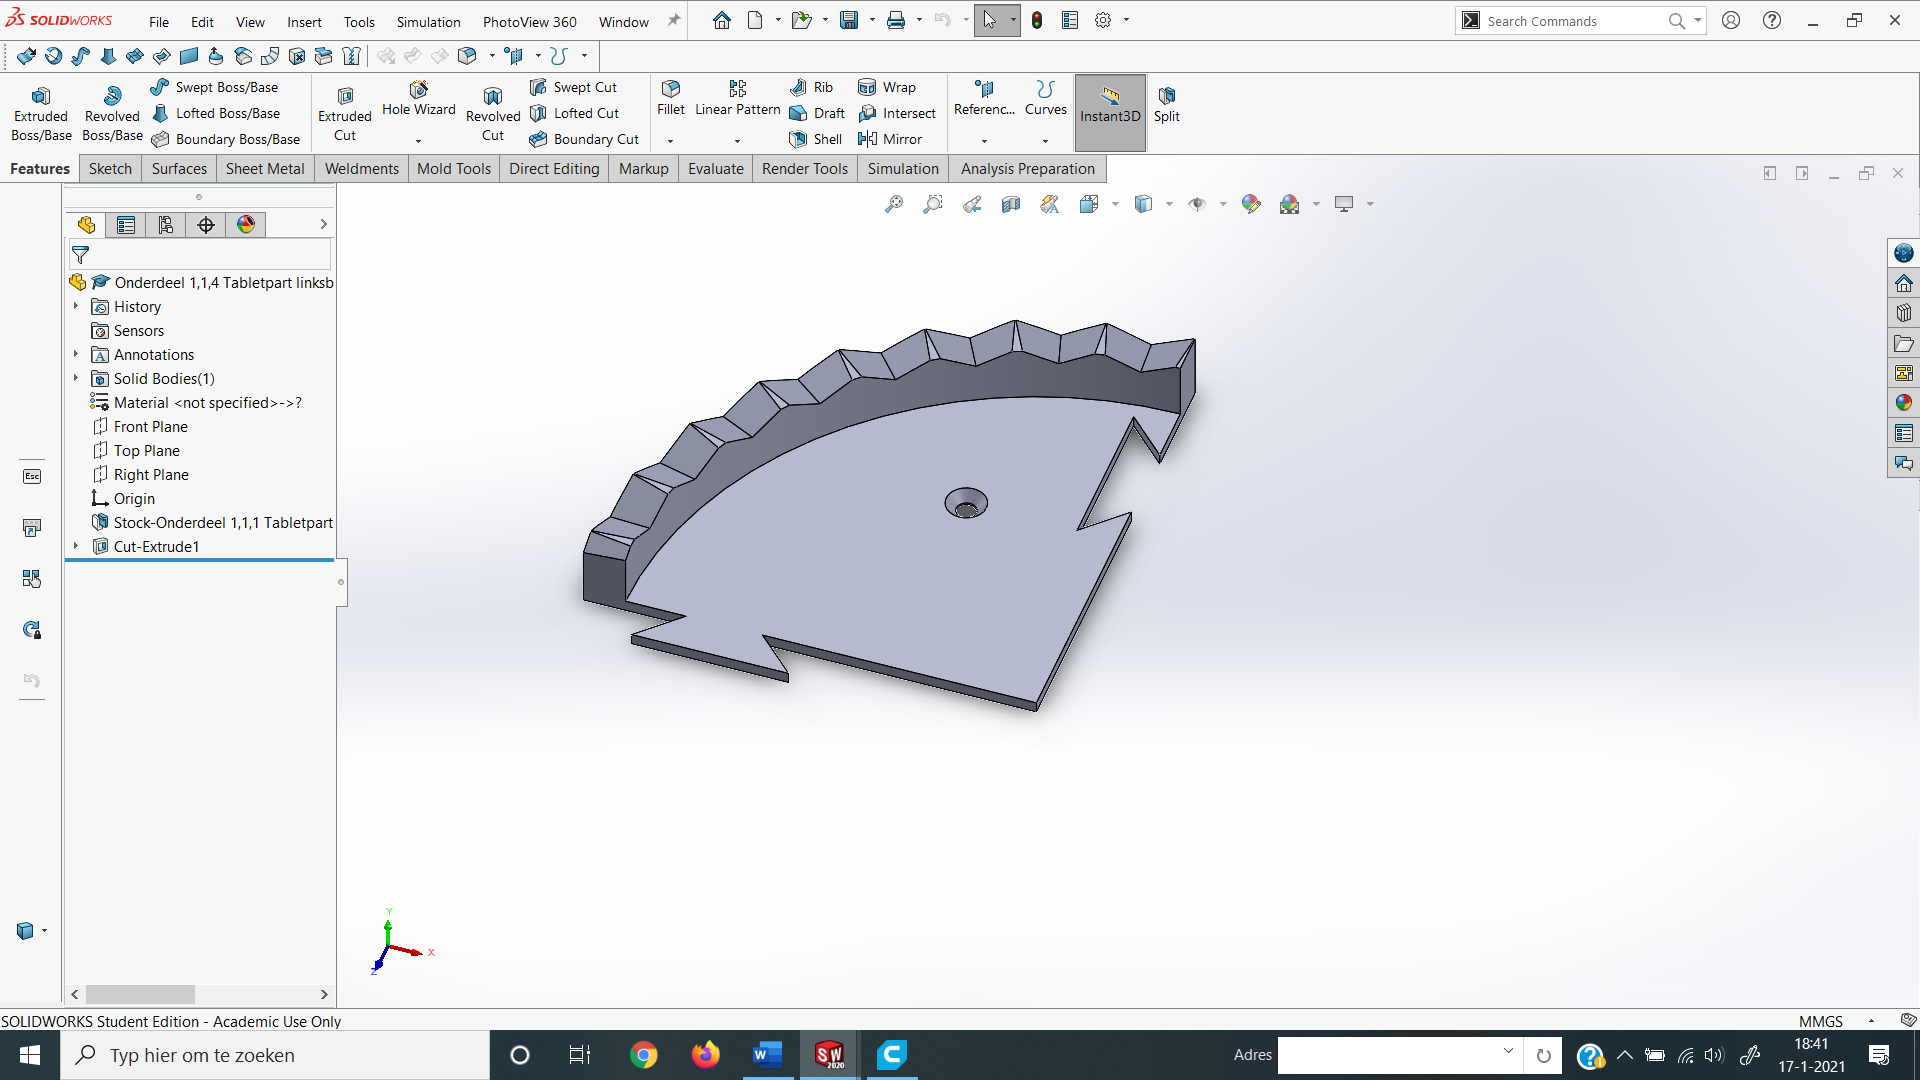 SOLIDWORKS File Edit View Insert Tools Simulation PhotoView 360 Window Search Commands
Extruded Boss/Base
Revolved Boss/Base
Swept Boss/Base
Lofted Boss/Base
Boundary Boss/Base
Extruded Cut
Hole Wizard
Revolved Cut
Swept Cut
Lofted Cut
Boundary Cut
Fillet
Linear Pattern
Rib
Draft
Shell
Wrap
Intersect
Mirror
Referenc...
Curves
Instant3D
Split
Features Sketch Surfaces Sheet Metal Weldments Mold Tools Direct Editing Markup Evaluate Render Tools Simulation Analysis Preparation
Onderdeel 1,1,4 Tabletpart linksb
History
Sensors
Annotations
Solid Bodies(1)
Material <not specified>->?
Front Plane
Top Plane
Right Plane
Origin
Stock-Onderdeel 1,1,1 Tabletpart
Cut-Extrude1
Esc
Y
X
Z
SOLIDWORKS Student Edition - Academic Use Only
MMGS
Typ hier om te zoeken
W
SW
2020
Adres
18:41
17-1-2021